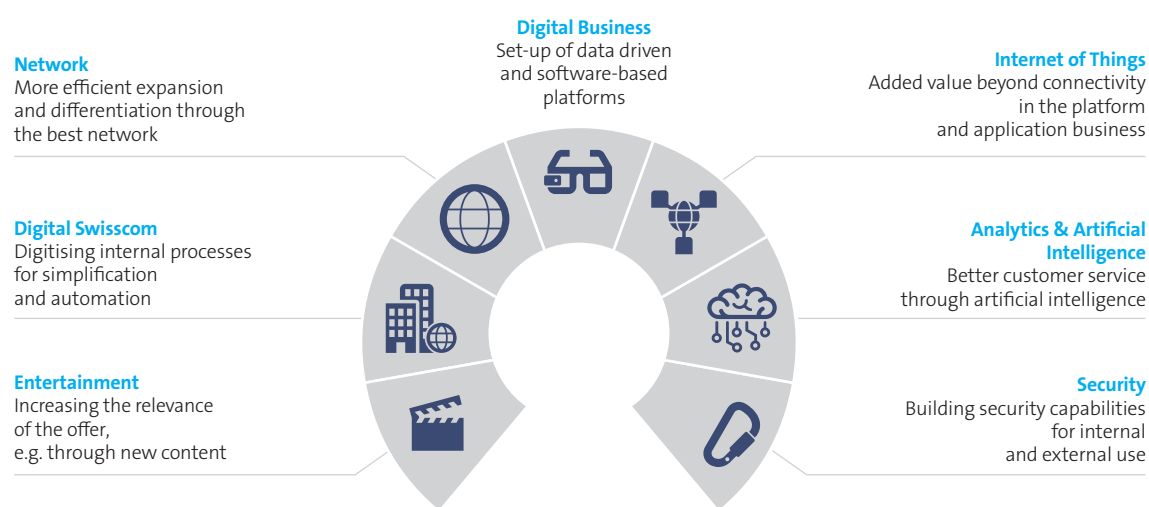 Digital Business
Set-up of data driven
and software-based
platforms
Network
More efficient expansion
and differentiation through
the best network
Internet of Things
Added value beyond connectivity
in the platform
and application business
Digital Swisscom
Digitising internal processes
for simplification
and automation
Analytics & Artificial
Intelligence
Better customer service
through artificial intelligence
Entertainment
Increasing the relevance
of the offer,
e.g. through new content
Security
Building security capabilities
for internal
and external use